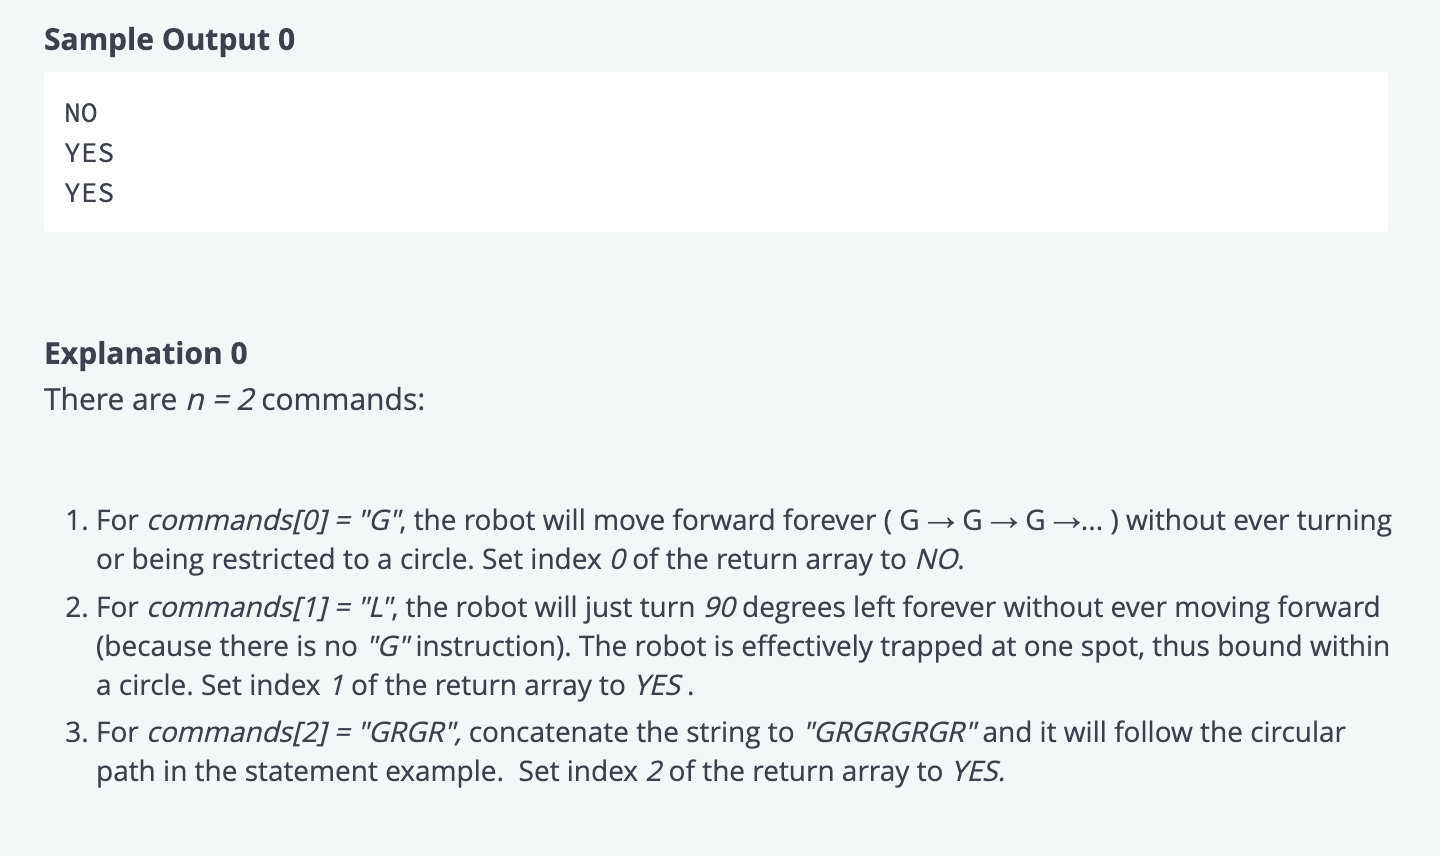 Sample Output 0
NO
YES
YES
Explanation 0
There are n = 2 commands:
1. For commands[0] = "G", the robot will move forward forever ( G → G → G →... ) without ever turning
or being restricted to a circle. Set index 0 of the return array to NO.
2. For commands[1] = "L", the robot will just turn 90 degrees left forever without ever moving forward
(because there is no "G" instruction). The robot is effectively trapped at one spot, thus bound within
a circle. Set index 1 of the return array to YES .
3. For commands[2] = "GRGR", concatenate the string to "GRGRGRGR" and it will follow the circular
path in the statement example.  Set index 2 of the return array to YES.